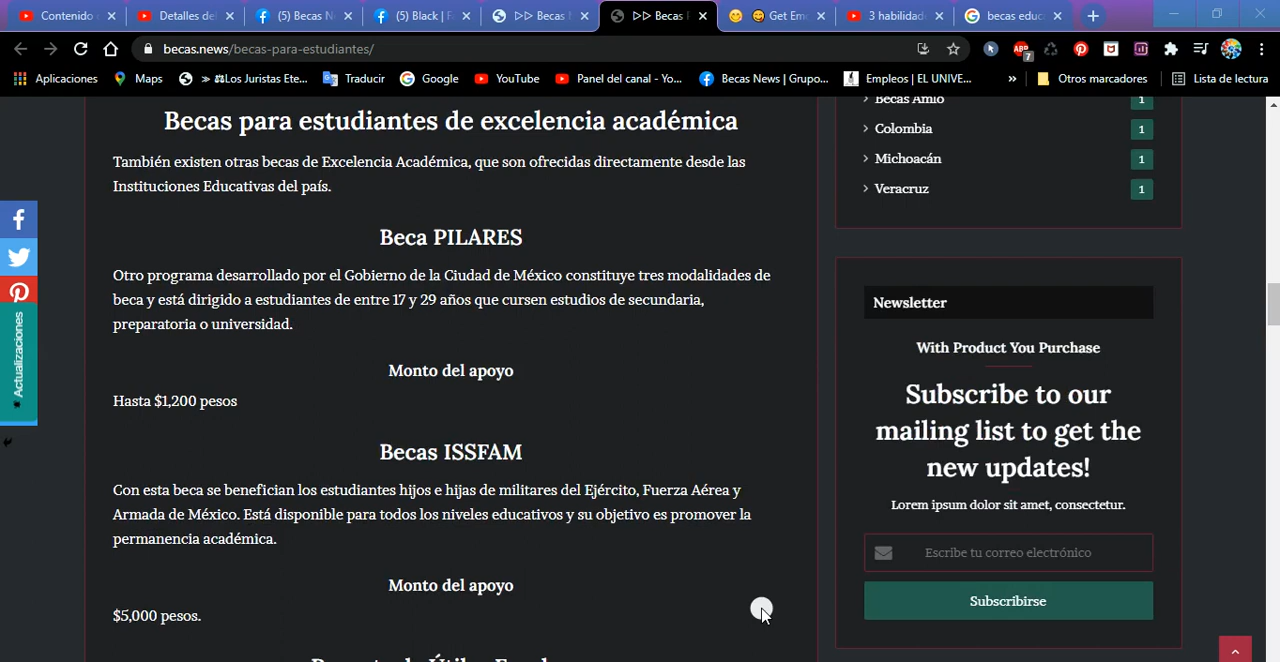 Contenido
Detalles de
(5) Becas N
(5) Black | F
▷▷ Becas
▷▷ Becas
Get Em
3 habilidad
becas educ
becas.news/becas-para-estudiantes/
7
Aplicaciones
Maps
» ⚖Los Juristas Ete...
Traducir
Google
YouTube
Panel del canal - Yo...
Becas News | Grupo...
Empleos | EL UNIVE...
»
Otros marcadores
Lista de lectura
Becas para estudiantes de excelencia académica
También existen otras becas de Excelencia Académica, que son ofrecidas directamente desde las
Instituciones Educativas del país.
Beca PILARES
Otro programa desarrollado por el Gobierno de la Ciudad de México constituye tres modalidades de
beca y está dirigido a estudiantes de entre 17 y 29 años que cursen estudios de secundaria,
preparatoria o universidad.
Monto del apoyo
Hasta $1,200 pesos
Becas ISSFAM
Con esta beca se benefician los estudiantes hijos e hijas de militares del Ejército, Fuerza Aérea y
Armada de México. Está disponible para todos los niveles educativos y su objetivo es promover la
permanencia académica.
Monto del apoyo
$5,000 pesos.
Actualizaciones
Becas Amlo 1
Colombia 1
Michoacán 1
Veracruz 1
Newsletter
With Product You Purchase
Subscribe to our
mailing list to get the
new updates!
Lorem ipsum dolor sit amet, consectetur.
Escribe tu correo electrónico
Subscribirse